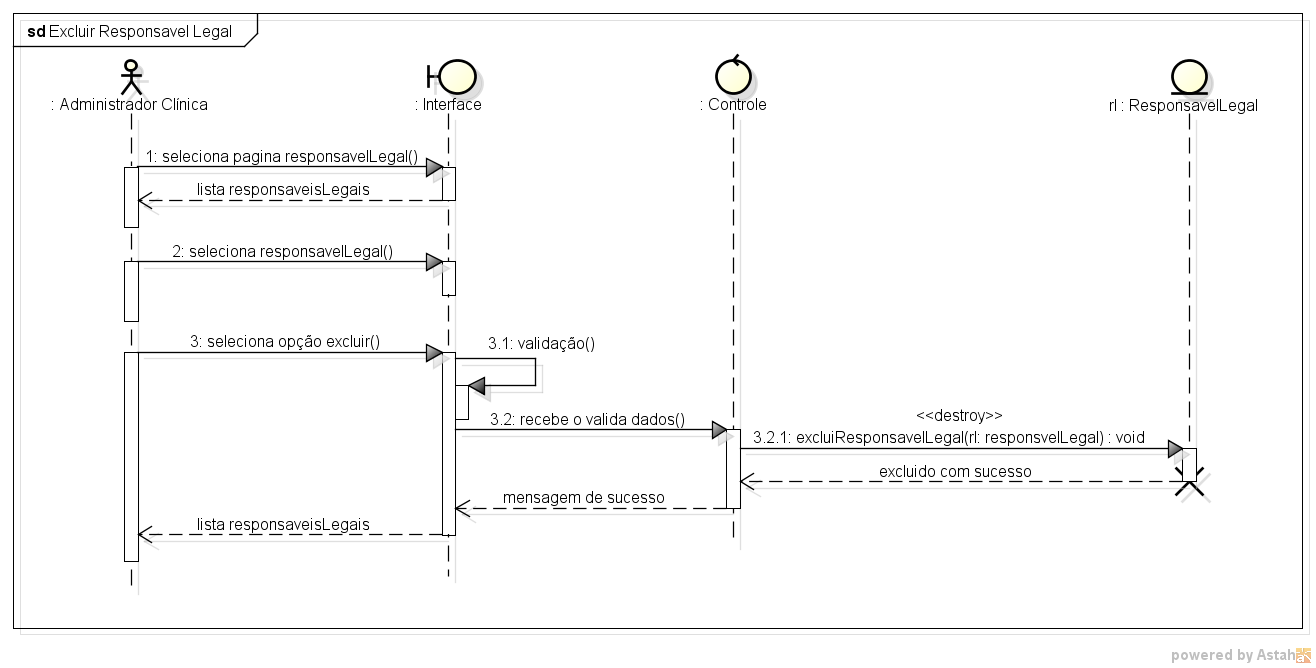 sd Excluir Responsavel Legal
: Administrador Clínica
: Interface
: Controle
rl : ResponsavelLegal
1: seleciona pagina responsavelLegal()
lista responsaveisLegais
2: seleciona responsavelLegal()
3: seleciona opção excluir()
3.1: validação()
3.2: recebe o valida dados()
<<destroy>>
3.2.1: excluiResponsavelLegal(rl: responsvelLegal) : void
excluido com sucesso
mensagem de sucesso
lista responsaveisLegais
powered by Astah